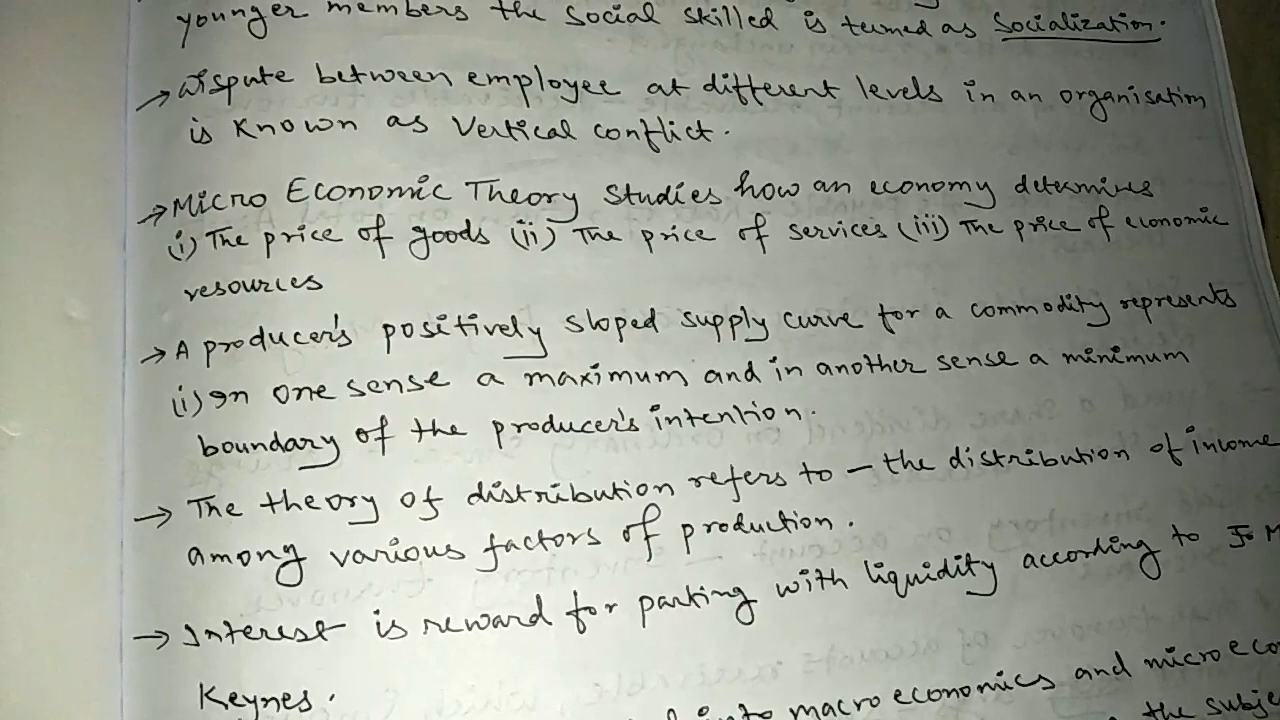 younger members the social skilled is termed as Socialization.
→ Dispute between employee at different levels in an organisation
is known as Vertical conflict.
→ Micro Economic Theory Studies how an economy determines
(i) The price of goods (ii) The price of services (iii) The price of economic
resources
→ A producer's positively sloped supply curve for a commodity represents
(i) In one sense a maximum and in another sense a minimum
boundary of the producer's intention.
→ The theory of distribution refers to – the distribution of income
among various factors of production.
→ Interest is reward for parting with liquidity according to J. M
Keynes.
into macro economics and micro eco
the subje